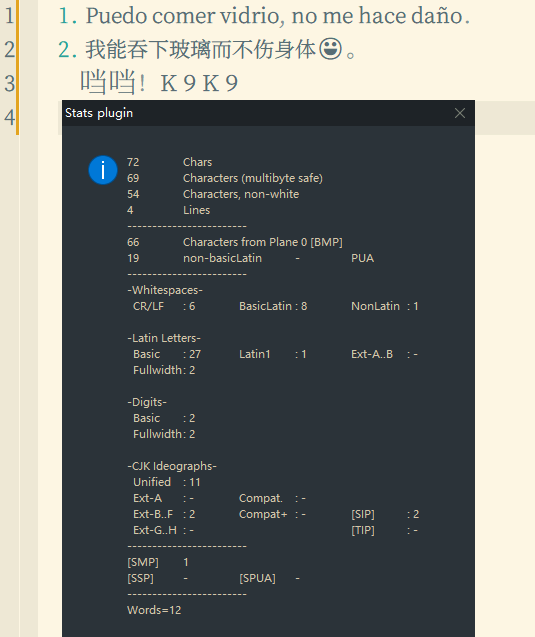 1 1. Puedo comer vidrio, no me hace daño.
2 2. 我能吞下玻璃而不伤身体😃。
3 　𪠽𪠽！Ｋ９Ｋ９
4
Stats plugin
72 Chars
69 Characters (multibyte safe)
54 Characters, non-white
4 Lines
------------------------
66 Characters from Plane 0 [BMP]
19 non-basicLatin - PUA
------------------------
-Whitespaces-
CR/LF : 6 BasicLatin : 8 NonLatin : 1
-Latin Letters-
Basic : 27 Latin1 : 1 Ext-A..B : -
Fullwidth : 2
-Digits-
Basic : 2
Fullwidth : 2
-CJK Ideographs-
Unified : 11
Ext-A : - Compat. : -
Ext-B..F : 2 Compat+ : - [SIP] : 2
Ext-G..H : - [TIP] : -
------------------------
[SMP] 1
[SSP] - [SPUA] -
------------------------
Words=12